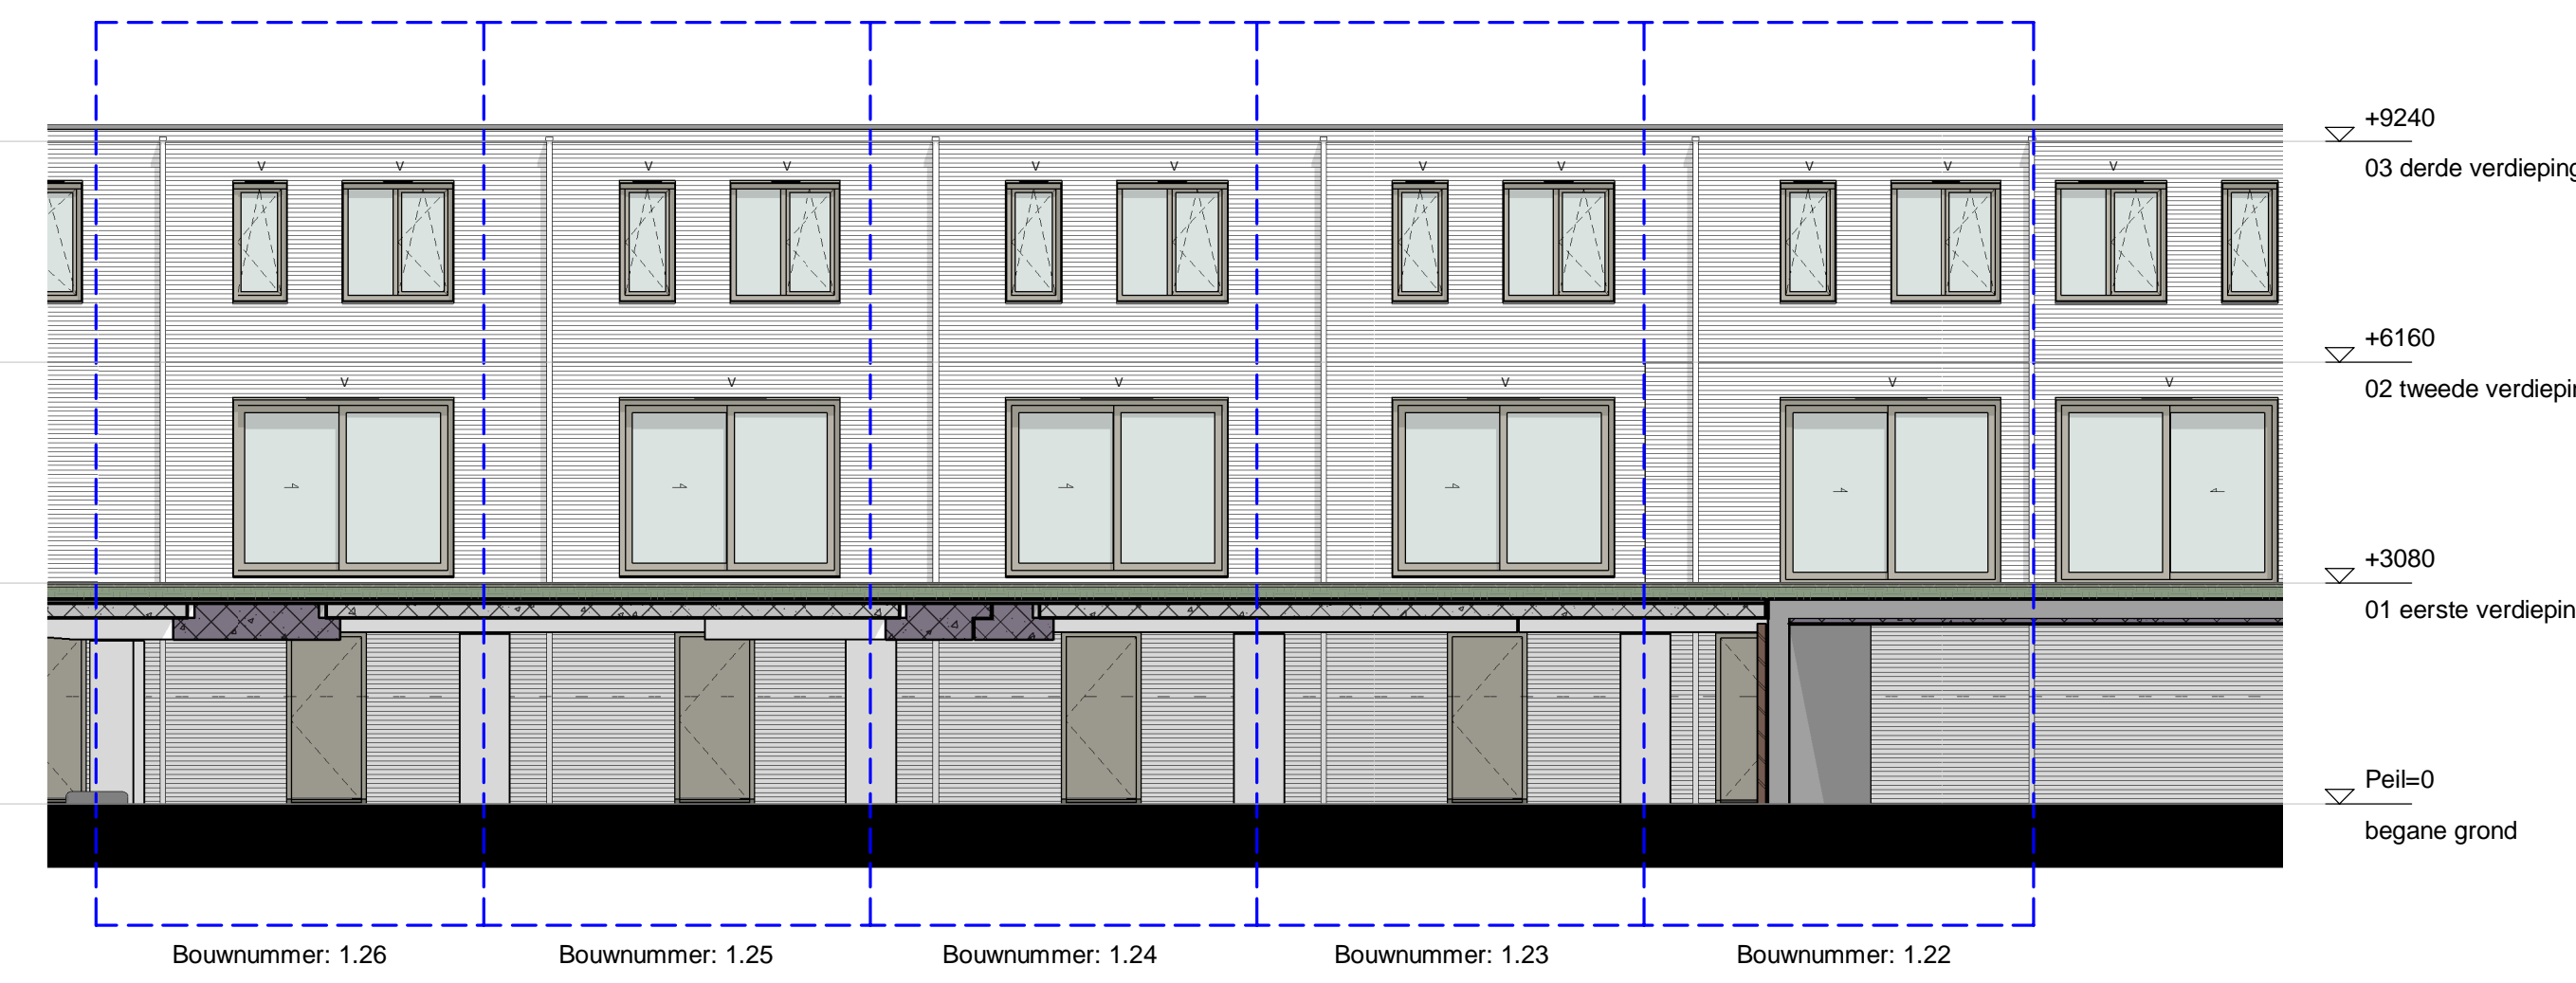 +9240
03 derde verdieping
V V V V V V V V V V V
+6160
02 tweede verdiepin
V V V V V V
+3080
01 eerste verdiepin
Peil=0
begane grond
Bouwnummer: 1.26 Bouwnummer: 1.25 Bouwnummer: 1.24 Bouwnummer: 1.23 Bouwnummer: 1.22